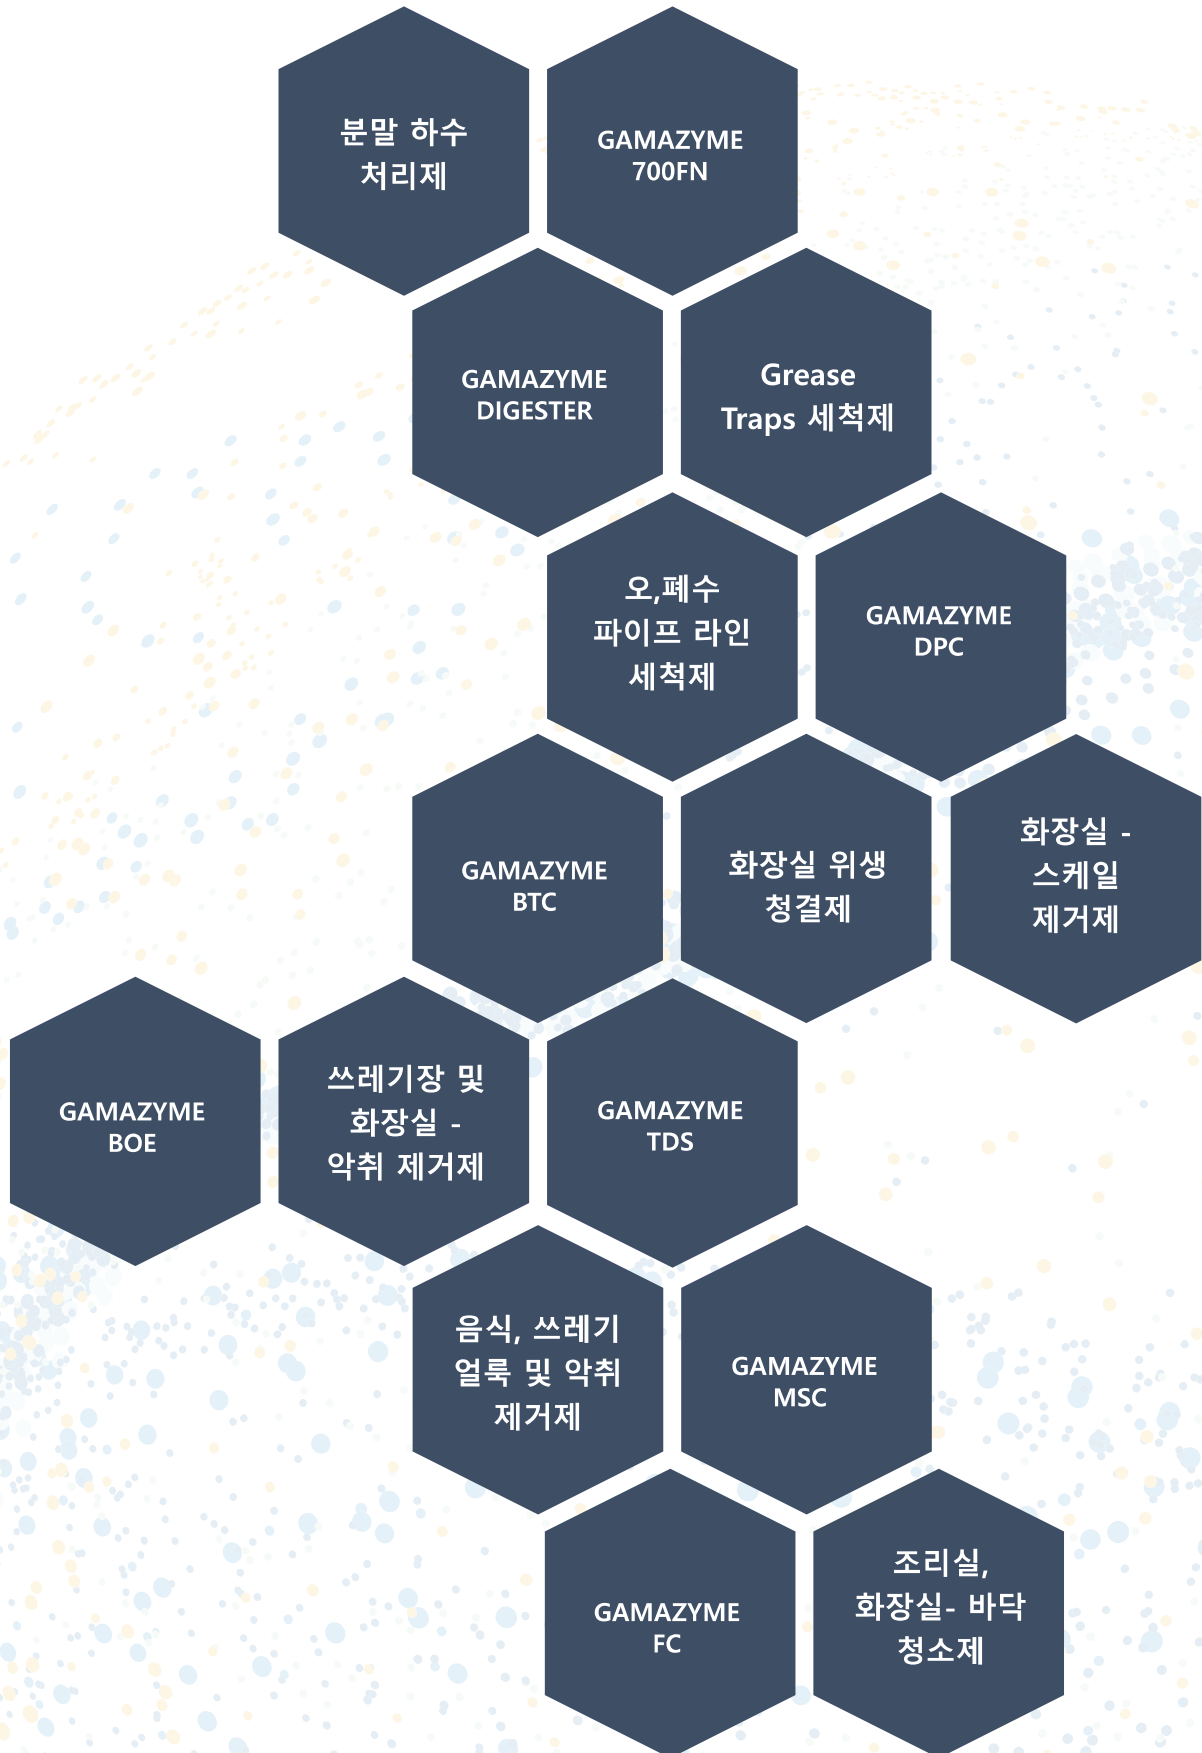 분말 하수
처리제
GAMAZYME
700FN
GAMAZYME
DIGESTER
Grease
Traps 세척제
오,폐수
파이프 라인
세척제
GAMAZYME
DPC
GAMAZYME
BTC
화장실 위생
청결제
화장실 -
스케일
제거제
GAMAZYME
BOE
쓰레기장 및
화장실 -
악취 제거제
GAMAZYME
TDS
음식, 쓰레기
얼룩 및 악취
제거제
GAMAZYME
MSC
GAMAZYME
FC
조리실,
화장실- 바닥
청소제